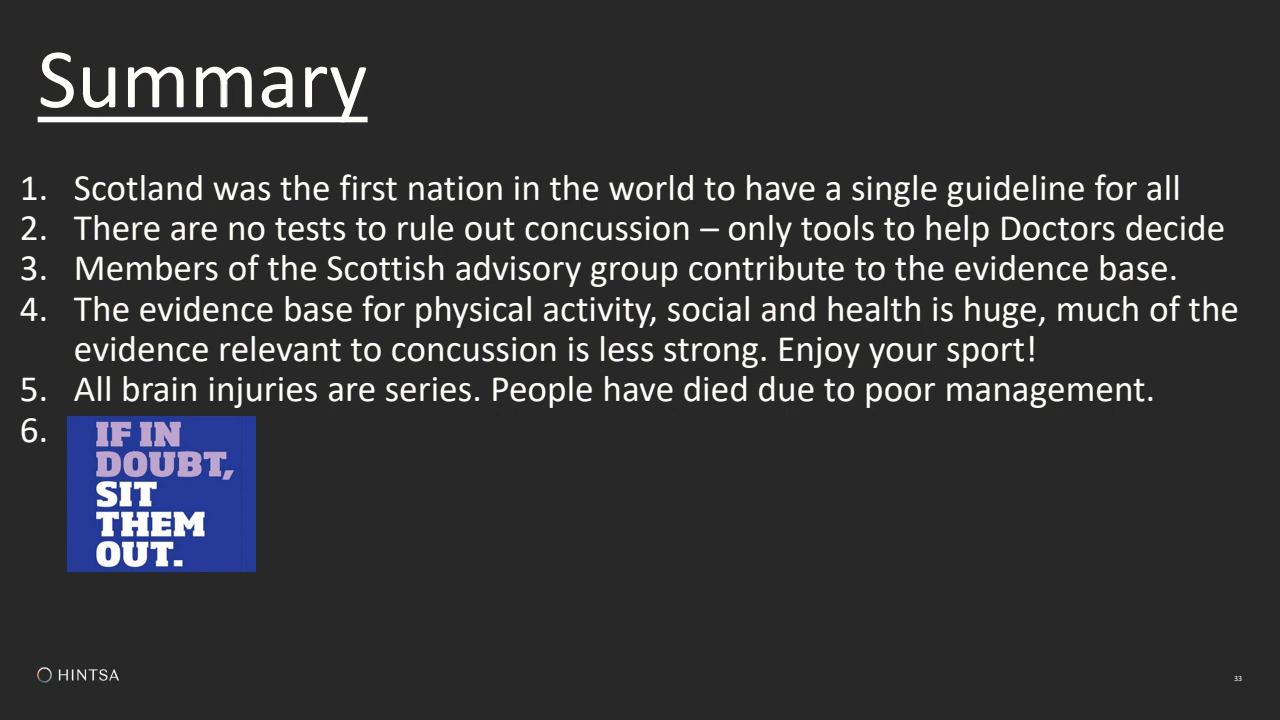 Summary
1. Scotland was the first nation in the world to have a single guideline for all
2. There are no tests to rule out concussion – only tools to help Doctors decide
3. Members of the Scottish advisory group contribute to the evidence base.
4. The evidence base for physical activity, social and health is huge, much of the
evidence relevant to concussion is less strong. Enjoy your sport!
5. All brain injuries are series. People have died due to poor management.
6.
IF IN
DOUBT,
SIT
THEM
OUT.
HINTSA
33